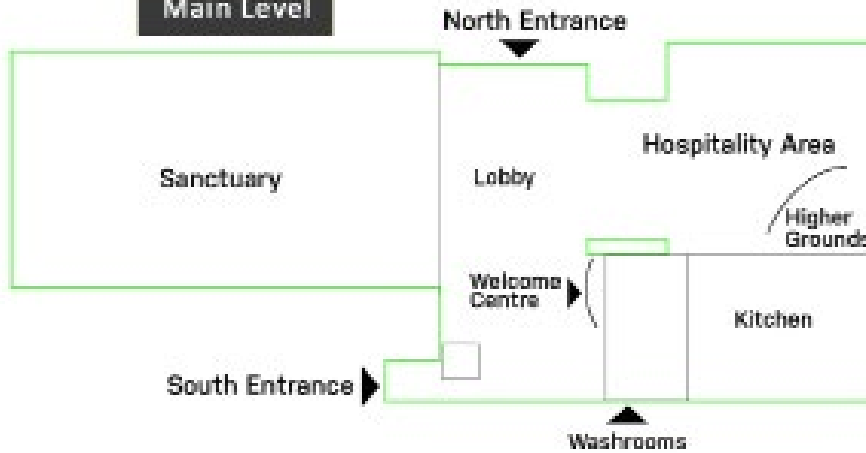 Main Level
North Entrance
Hospitality Area
Sanctuary
Lobby
Higher
Grounds
Welcome
Centre
Kitchen
South Entrance
Washrooms